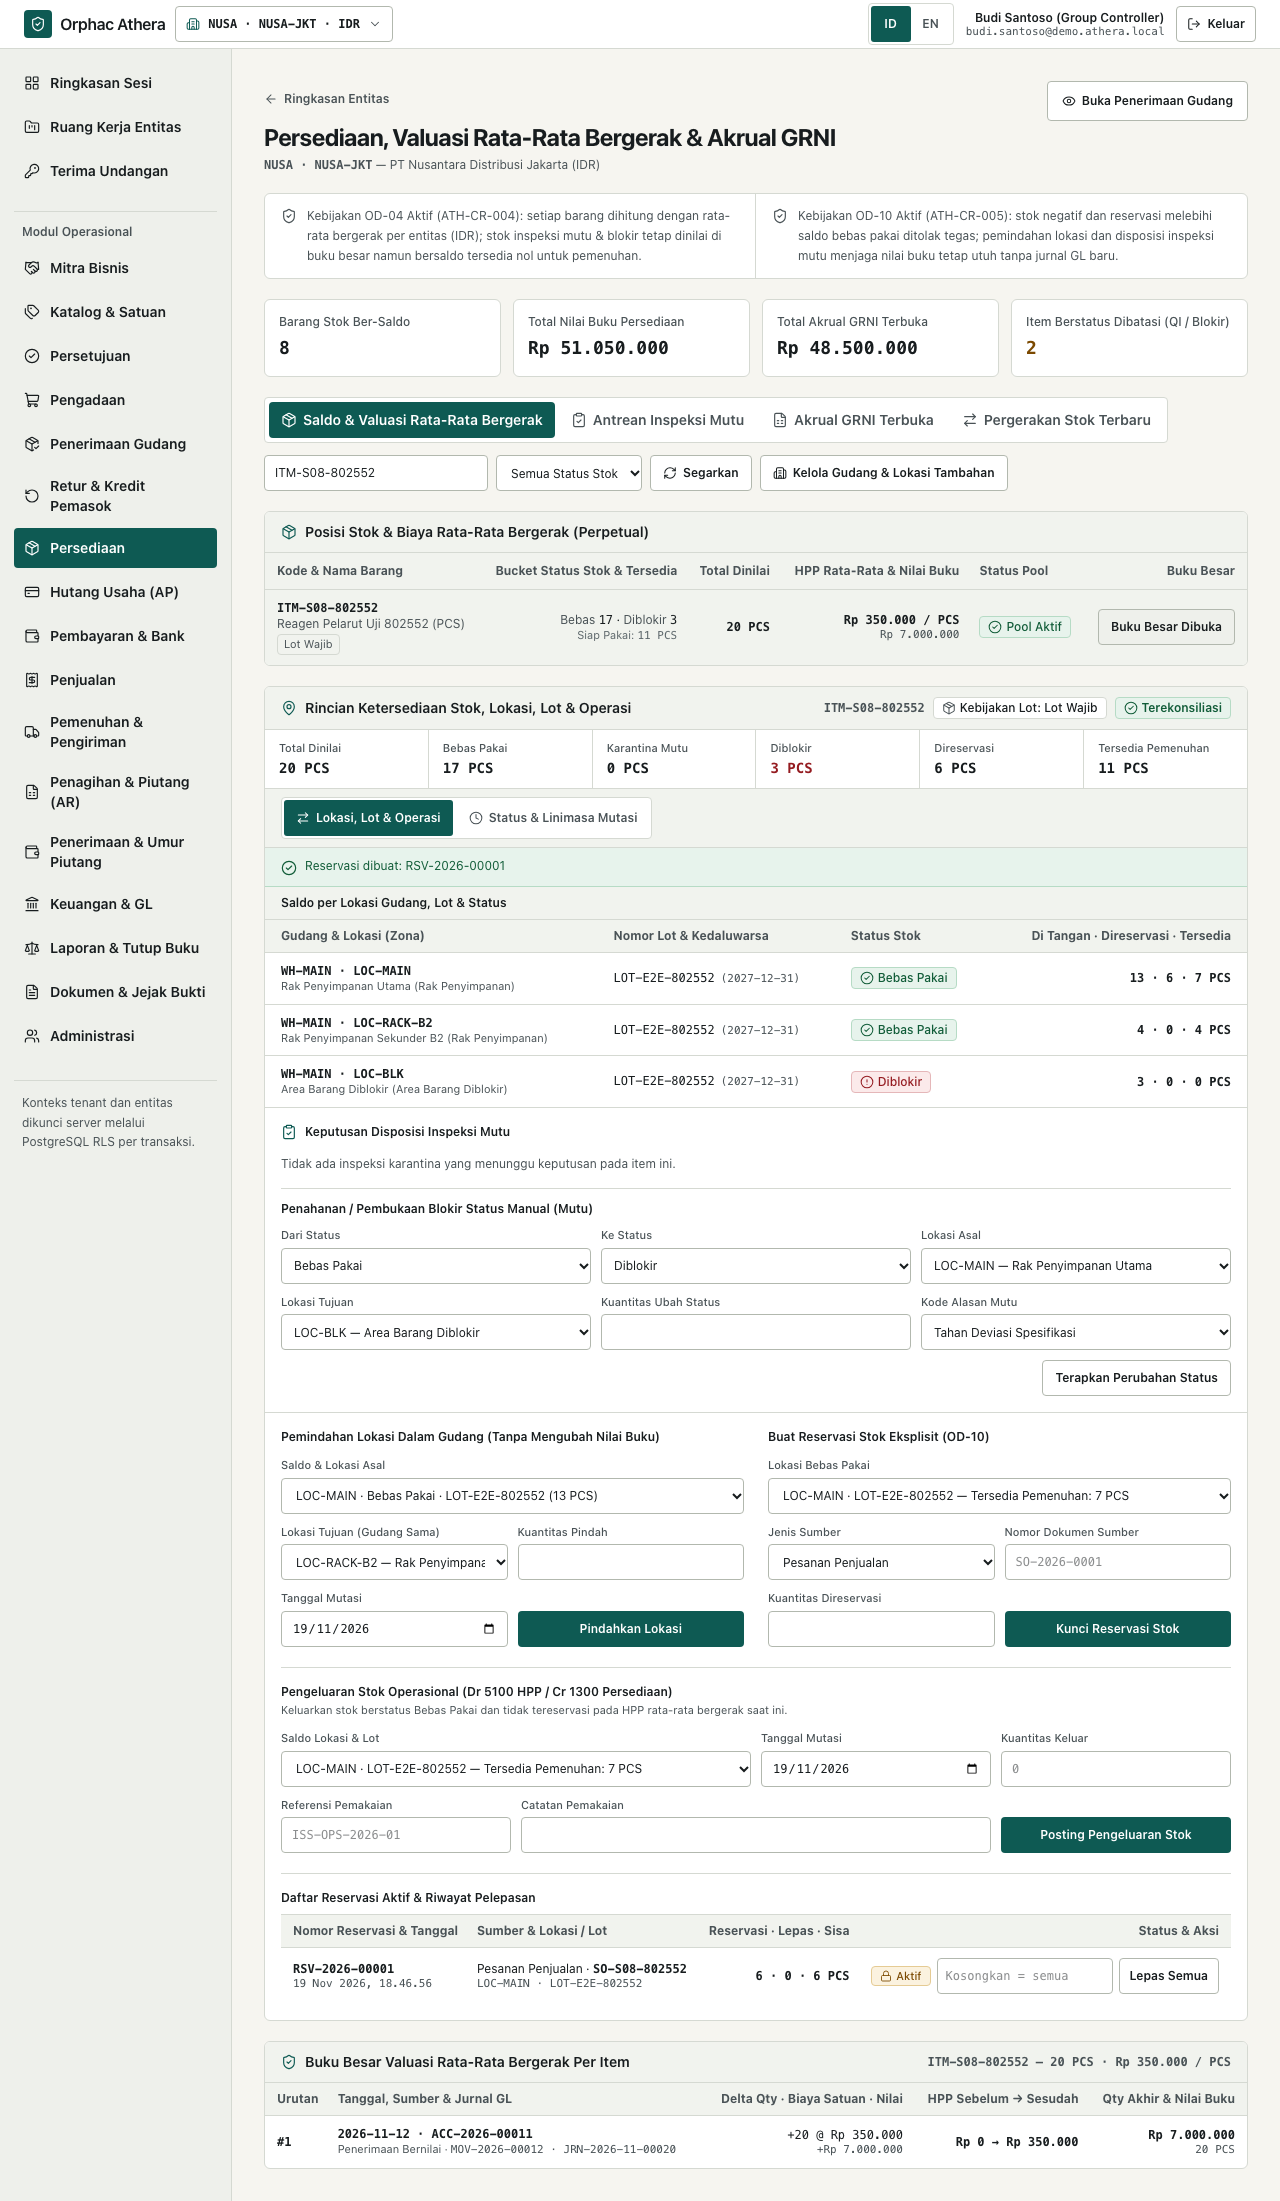 Orphac Athera
NUSA · NUSA-JKT · IDR
ID
EN
Budi Santoso (Group Controller)
budi.santoso@demo.athera.local
Keluar
Ringkasan Sesi
Ruang Kerja Entitas
Terima Undangan
Modul Operasional
Mitra Bisnis
Katalog & Satuan
Persetujuan
Pengadaan
Penerimaan Gudang
Retur & Kredit
Pemasok
Persediaan
Hutang Usaha (AP)
Pembayaran & Bank
Penjualan
Pemenuhan &
Pengiriman
Penagihan & Piutang
(AR)
Penerimaan & Umur
Piutang
Keuangan & GL
Laporan & Tutup Buku
Dokumen & Jejak Bukti
Administrasi
Konteks tenant dan entitas
dikunci server melalui
PostgreSQL RLS per transaksi.
Ringkasan Entitas
Buka Penerimaan Gudang
Persediaan, Valuasi Rata-Rata Bergerak & Akrual GRNI
NUSA · NUSA-JKT — PT Nusantara Distribusi Jakarta (IDR)
Kebijakan OD-04 Aktif (ATH-CR-004): setiap barang dihitung dengan rata-
rata bergerak per entitas (IDR); stok inspeksi mutu & blokir tetap dinilai di
buku besar namun bersaldo tersedia nol untuk pemenuhan.
Kebijakan OD-10 Aktif (ATH-CR-005): stok negatif dan reservasi melebihi
saldo bebas pakai ditolak tegas; pemindahan lokasi dan disposisi inspeksi
mutu menjaga nilai buku tetap utuh tanpa jurnal GL baru.
Barang Stok Ber-Saldo
8
Total Nilai Buku Persediaan
Rp 51.050.000
Total Akrual GRNI Terbuka
Rp 48.500.000
Item Berstatus Dibatasi (QI / Blokir)
2
Saldo & Valuasi Rata-Rata Bergerak
Antrean Inspeksi Mutu
Akrual GRNI Terbuka
Pergerakan Stok Terbaru
ITM-S08-802552
Semua Status Stok
Segarkan
Kelola Gudang & Lokasi Tambahan
Posisi Stok & Biaya Rata-Rata Bergerak (Perpetual)
Kode & Nama Barang
Bucket Status Stok & Tersedia
Total Dinilai
HPP Rata-Rata & Nilai Buku
Status Pool
Buku Besar
ITM-S08-802552
Reagen Pelarut Uji 802552 (PCS)
Lot Wajib
Bebas 17 · Diblokir 3
Siap Pakai: 11 PCS
20 PCS
Rp 350.000 / PCS
Rp 7.000.000
Pool Aktif
Buku Besar Dibuka
Rincian Ketersediaan Stok, Lokasi, Lot & Operasi
ITM-S08-802552
Kebijakan Lot: Lot Wajib
Terekonsiliasi
Total Dinilai
20 PCS
Bebas Pakai
17 PCS
Karantina Mutu
0 PCS
Diblokir
3 PCS
Direservasi
6 PCS
Tersedia Pemenuhan
11 PCS
Lokasi, Lot & Operasi
Status & Linimasa Mutasi
Reservasi dibuat: RSV-2026-00001
Saldo per Lokasi Gudang, Lot & Status
Gudang & Lokasi (Zona)
Nomor Lot & Kedaluwarsa
Status Stok
Di Tangan · Direservasi · Tersedia
WH-MAIN · LOC-MAIN
Rak Penyimpanan Utama (Rak Penyimpanan)
LOT-E2E-802552 (2027-12-31)
Bebas Pakai
13 · 6 · 7 PCS
WH-MAIN · LOC-RACK-B2
Rak Penyimpanan Sekunder B2 (Rak Penyimpanan)
LOT-E2E-802552 (2027-12-31)
Bebas Pakai
4 · 0 · 4 PCS
WH-MAIN · LOC-BLK
Area Barang Diblokir (Area Barang Diblokir)
LOT-E2E-802552 (2027-12-31)
Diblokir
3 · 0 · 0 PCS
Keputusan Disposisi Inspeksi Mutu
Tidak ada inspeksi karantina yang menunggu keputusan pada item ini.
Penahanan / Pembukaan Blokir Status Manual (Mutu)
Dari Status
Ke Status
Lokasi Asal
Bebas Pakai
Diblokir
LOC-MAIN — Rak Penyimpanan Utama
Lokasi Tujuan
Kuantitas Ubah Status
Kode Alasan Mutu
LOC-BLK — Area Barang Diblokir
Tahan Deviasi Spesifikasi
Terapkan Perubahan Status
Pemindahan Lokasi Dalam Gudang (Tanpa Mengubah Nilai Buku)
Saldo & Lokasi Asal
LOC-MAIN · Bebas Pakai · LOT-E2E-802552 (13 PCS)
Lokasi Tujuan (Gudang Sama)
Kuantitas Pindah
LOC-RACK-B2 — Rak Penyimpana
Tanggal Mutasi
19/11/2026
Pindahkan Lokasi
Buat Reservasi Stok Eksplisit (OD-10)
Lokasi Bebas Pakai
LOC-MAIN · LOT-E2E-802552 — Tersedia Pemenuhan: 7 PCS
Jenis Sumber
Nomor Dokumen Sumber
Pesanan Penjualan
SO-2026-0001
Kuantitas Direservasi
Kunci Reservasi Stok
Pengeluaran Stok Operasional (Dr 5100 HPP / Cr 1300 Persediaan)
Keluarkan stok berstatus Bebas Pakai dan tidak tereservasi pada HPP rata-rata bergerak saat ini.
Saldo Lokasi & Lot
Tanggal Mutasi
Kuantitas Keluar
LOC-MAIN · LOT-E2E-802552 — Tersedia Pemenuhan: 7 PCS
19/11/2026
0
Referensi Pemakaian
Catatan Pemakaian
ISS-OPS-2026-01
Posting Pengeluaran Stok
Daftar Reservasi Aktif & Riwayat Pelepasan
Nomor Reservasi & Tanggal
Sumber & Lokasi / Lot
Reservasi · Lepas · Sisa
Status & Aksi
RSV-2026-00001
19 Nov 2026, 18.46.56
Pesanan Penjualan · SO-S08-802552
LOC-MAIN · LOT-E2E-802552
6 · 0 · 6 PCS
Aktif
Kosongkan = semua
Lepas Semua
Buku Besar Valuasi Rata-Rata Bergerak Per Item
ITM-S08-802552 — 20 PCS · Rp 350.000 / PCS
Urutan
Tanggal, Sumber & Jurnal GL
Delta Qty · Biaya Satuan · Nilai
HPP Sebelum → Sesudah
Qty Akhir & Nilai Buku
#1
2026-11-12 · ACC-2026-00011
Penerimaan Bernilai · MOV-2026-00012 · JRN-2026-11-00020
+20 @ Rp 350.000
+Rp 7.000.000
Rp 0 → Rp 350.000
Rp 7.000.000
20 PCS